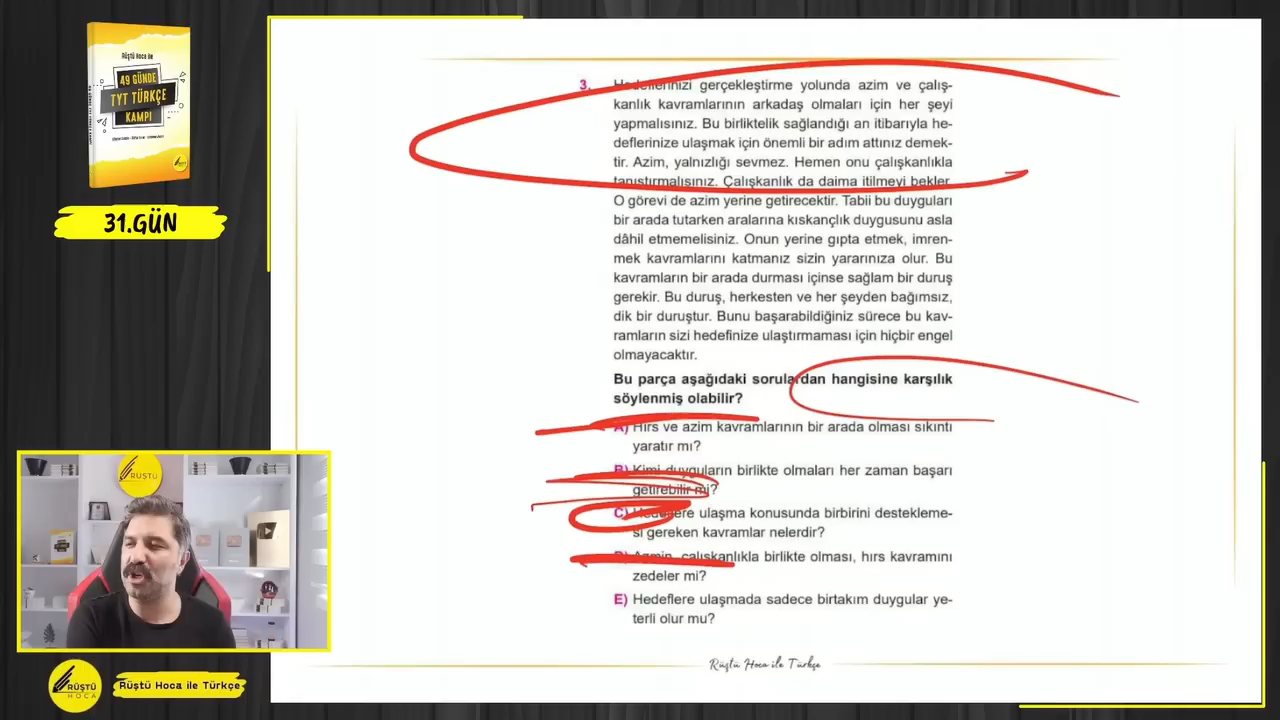 RÜŞTÜ HOCA İLE
49 GÜNDE
TYT TÜRKÇE
KAMPI
31.GÜN
3. Hedeflerinizi gerçekleştirme yolunda azim ve çalış-
kanlık kavramlarının arkadaş olmaları için her şeyi
yapmalısınız. Bu birliktelik sağlandığı an itibarıyla he-
deflerinize ulaşmak için önemli bir adım attınız demek-
tir. Azim, yalnızlığı sevmez. Hemen onu çalışkanlıkla
tanıştırmalısınız. Çalışkanlık da daima itilmeyi bekler.
O görevi de azim yerine getirecektir. Tabii bu duyguları
bir arada tutarken aralarına kıskançlık duygusunu asla
dâhil etmemelisiniz. Onun yerine gıpta etmek, imren-
mek kavramlarını katmanız sizin yararınıza olur. Bu
kavramların bir arada durması içinse sağlam bir duruş
gerekir. Bu duruş, herkesten ve her şeyden bağımsız,
dik bir duruştur. Bunu başarabildiğiniz sürece bu kav-
ramların sizi hedefinize ulaştırmaması için hiçbir engel
olmayacaktır.
Bu parça aşağıdaki sorulardan hangisine karşılık
söylenmiş olabilir?
A) Hırs ve azim kavramlarının bir arada olması sıkıntı
yaratır mı?
B) Kimi duyguların birlikte olmaları her zaman başarı
getirebilir mi?
C) Hedeflere ulaşma konusunda birbirini destekleme-
si gereken kavramlar nelerdir?
D) Azmin, çalışkanlıkla birlikte olması, hırs kavramını
zedeler mi?
E) Hedeflere ulaşmada sadece birtakım duygular ye-
terli olur mu?
Rüştü Hoca ile Türkçe
RÜŞTÜ
RÜŞTÜ
HOCA
Rüştü Hoca ile Türkçe